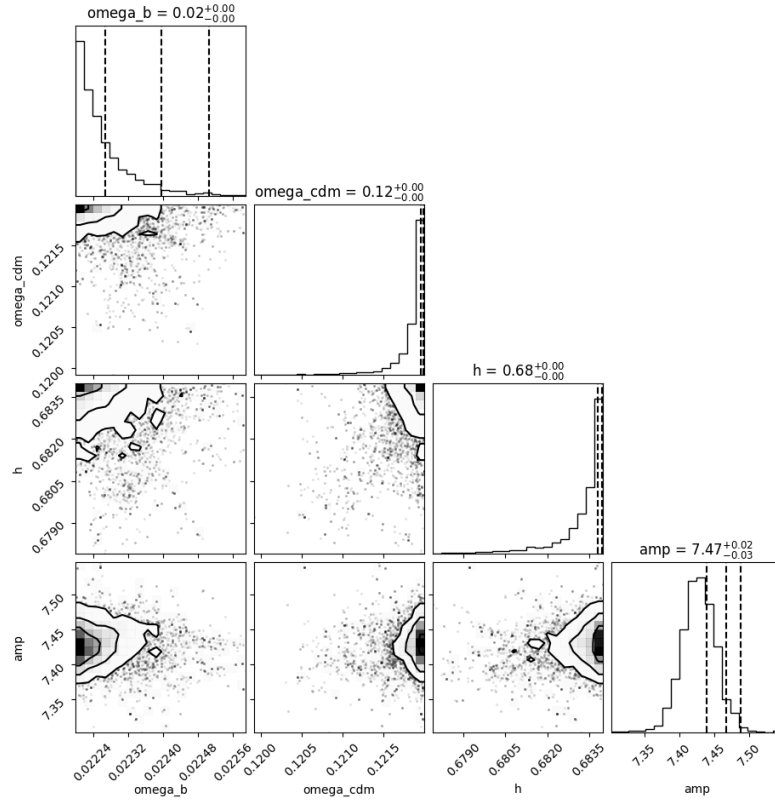 omega_b = 0.02+0.00−0.00
omega_cdm = 0.12+0.00−0.00
0.1215
0.1210
0.1205
0.1200
omega_cdm
h = 0.68+0.00−0.00
0.6835
0.6820
0.6805
0.6790
h
amp = 7.47+0.02−0.03
7.50
7.45
7.40
7.35
amp
0.02224
0.02232
0.02240
0.02248
0.02256
omega_b
0.1200
0.1205
0.1210
0.1215
omega_cdm
0.6790
0.6805
0.6820
0.6835
h
7.35
7.40
7.45
7.50
amp